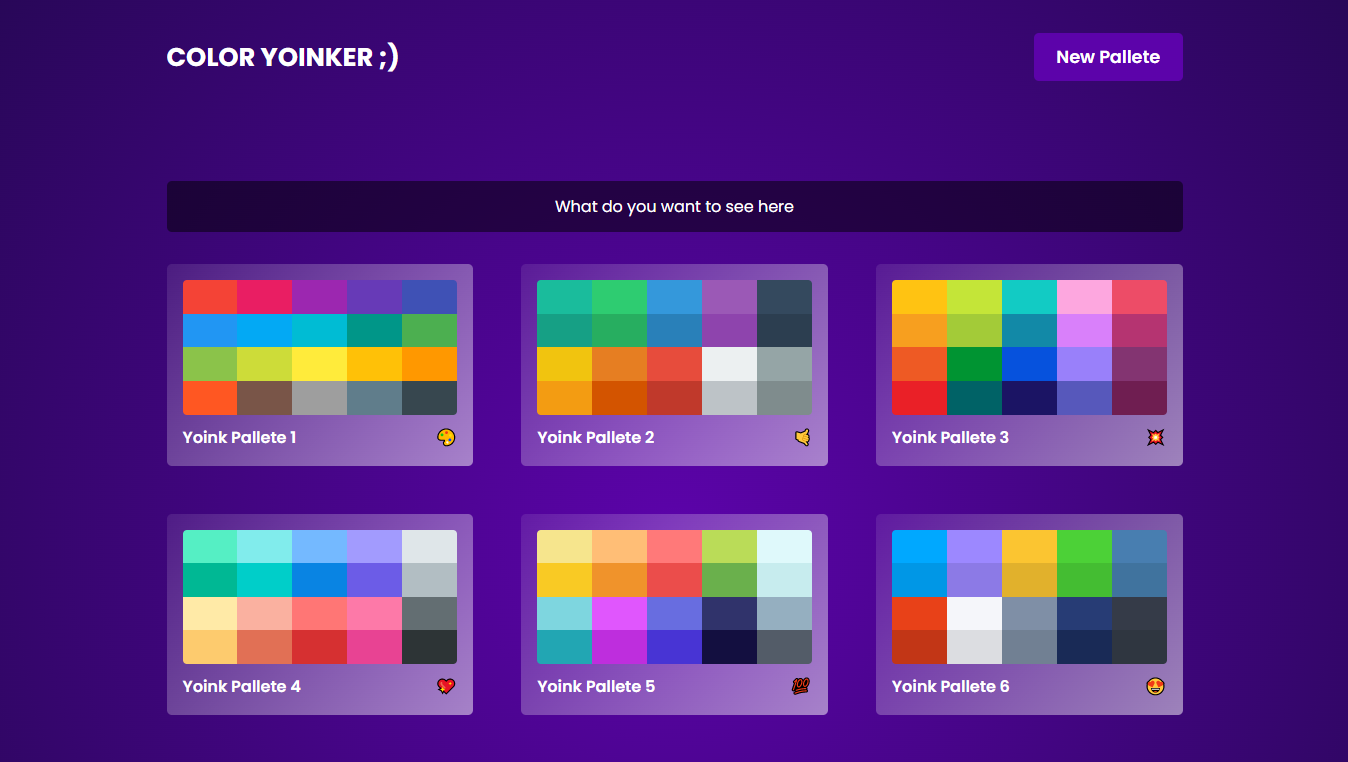 COLOR YOINKER ;)
New Pallete
What do you want to see here
Yoink Pallete 1 🎨
Yoink Pallete 2 🤙
Yoink Pallete 3 💥
Yoink Pallete 4 💖
Yoink Pallete 5 💯
Yoink Pallete 6 😍